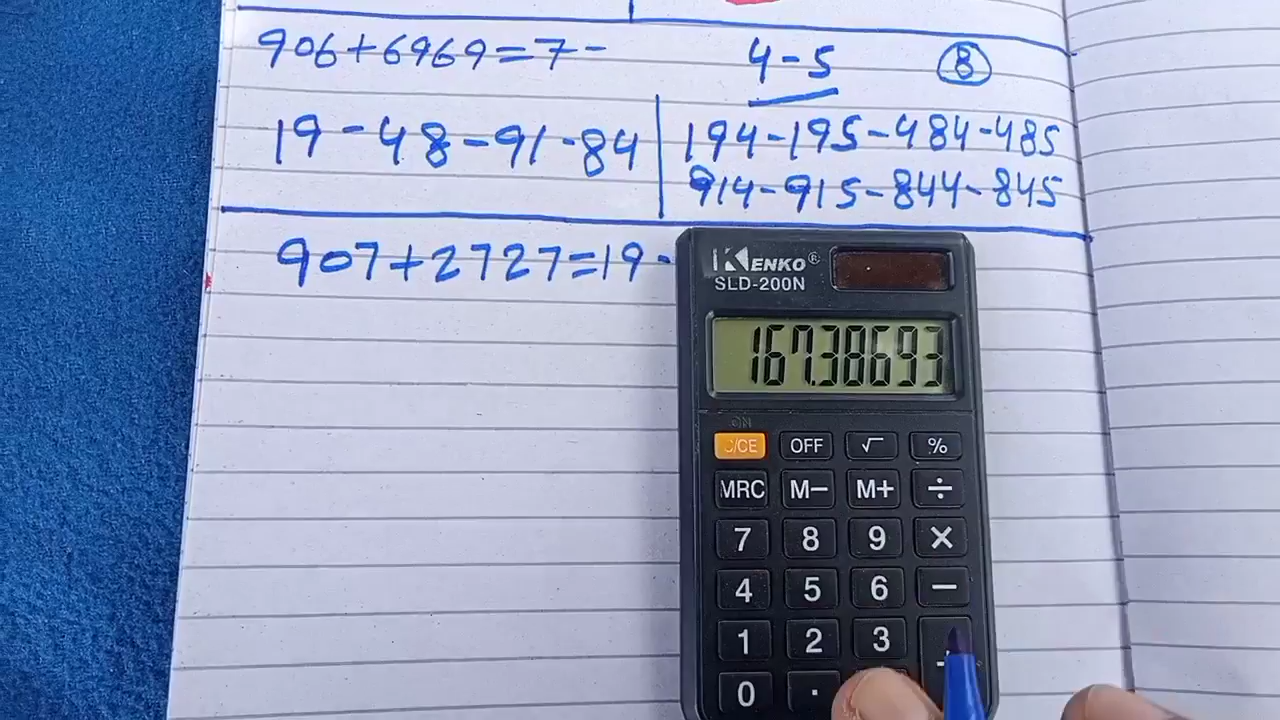 906+6969=7-
4-5
8
19-48-91-84
194-195-484-485
914-915-844-845
907+2727=19-
KENKO®
SLD-200N
167.38693
ON
C/CE OFF √ %
MRC M− M+ ÷
7 8 9 ×
4 5 6 −
1 2 3
0 .